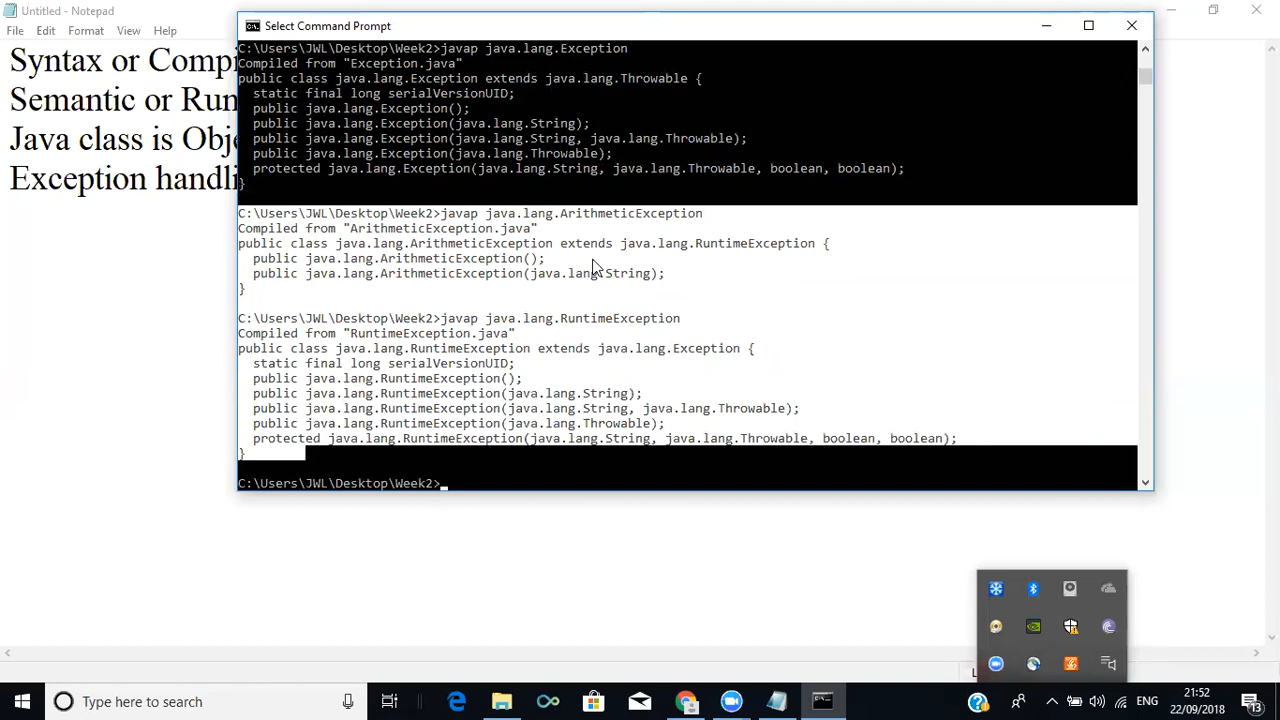 Untitled - Notepad
File Edit Format View Help
Syntax or Comp
Semantic or Run
Java class is Obj
Exception handl
Select Command Prompt
C:\Users\JWL\Desktop\Week2>javap java.lang.Exception
Compiled from "Exception.java"
public class java.lang.Exception extends java.lang.Throwable {
static final long serialVersionUID;
public java.lang.Exception();
public java.lang.Exception(java.lang.String);
public java.lang.Exception(java.lang.String, java.lang.Throwable);
public java.lang.Exception(java.lang.Throwable);
protected java.lang.Exception(java.lang.String, java.lang.Throwable, boolean, boolean);
}
C:\Users\JWL\Desktop\Week2>javap java.lang.ArithmeticException
Compiled from "ArithmeticException.java"
public class java.lang.ArithmeticException extends java.lang.RuntimeException {
public java.lang.ArithmeticException();
public java.lang.ArithmeticException(java.lang.String);
}
C:\Users\JWL\Desktop\Week2>javap java.lang.RuntimeException
Compiled from "RuntimeException.java"
public class java.lang.RuntimeException extends java.lang.Exception {
static final long serialVersionUID;
public java.lang.RuntimeException();
public java.lang.RuntimeException(java.lang.String);
public java.lang.RuntimeException(java.lang.String, java.lang.Throwable);
public java.lang.RuntimeException(java.lang.Throwable);
protected java.lang.RuntimeException(java.lang.String, java.lang.Throwable, boolean, boolean);
}
C:\Users\JWL\Desktop\Week2>
Type here to search
ENG
21:52
22/09/2018
13